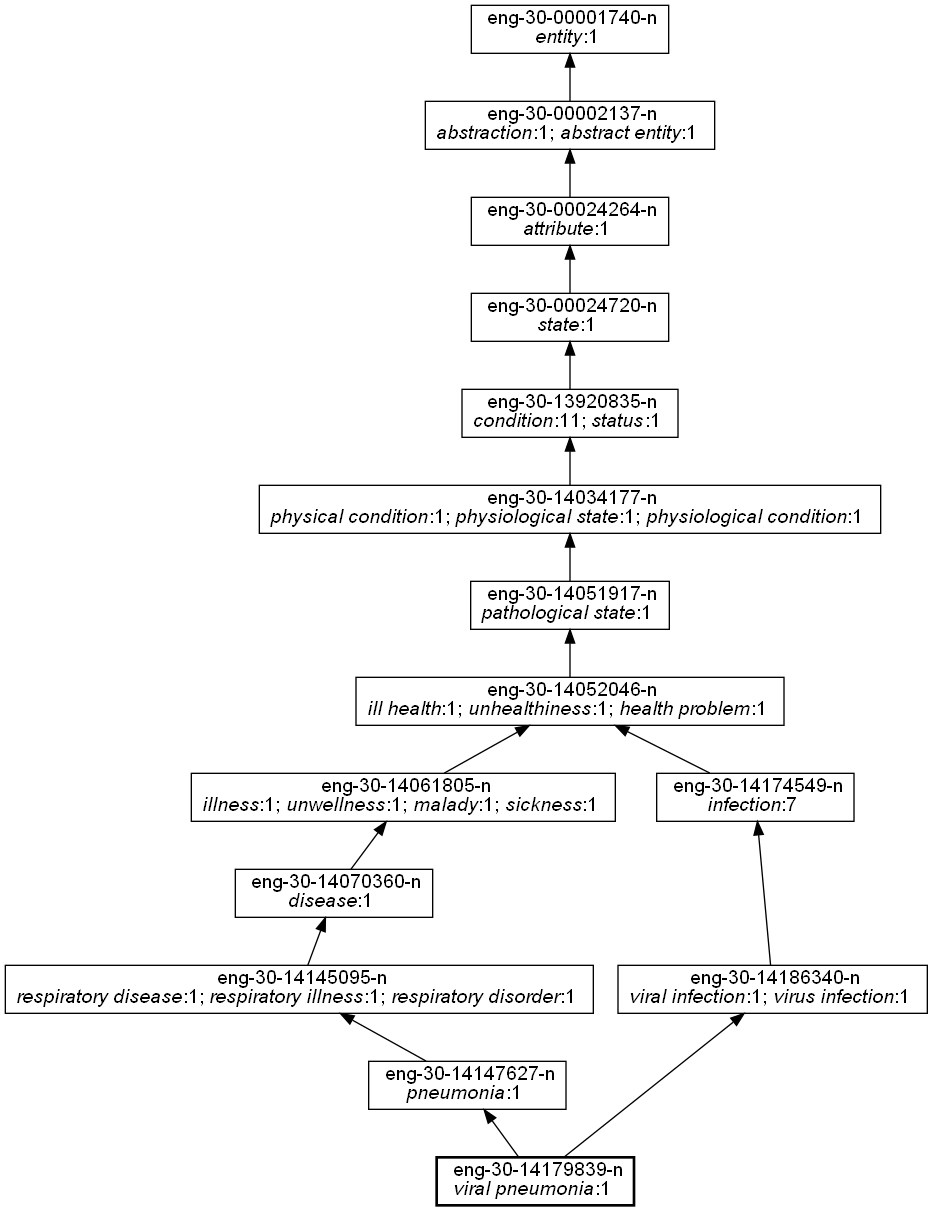 eng-30-00001740-n
entity:1
eng-30-00002137-n
abstraction:1; abstract entity:1
eng-30-00024264-n
attribute:1
eng-30-00024720-n
state:1
eng-30-13920835-n
condition:11; status:1
eng-30-14034177-n
physical condition:1; physiological state:1; physiological condition:1
eng-30-14051917-n
pathological state:1
eng-30-14052046-n
ill health:1; unhealthiness:1; health problem:1
eng-30-14061805-n
illness:1; unwellness:1; malady:1; sickness:1
eng-30-14174549-n
infection:7
eng-30-14070360-n
disease:1
eng-30-14145095-n
respiratory disease:1; respiratory illness:1; respiratory disorder:1
eng-30-14186340-n
viral infection:1; virus infection:1
eng-30-14147627-n
pneumonia:1
eng-30-14179839-n
viral pneumonia:1